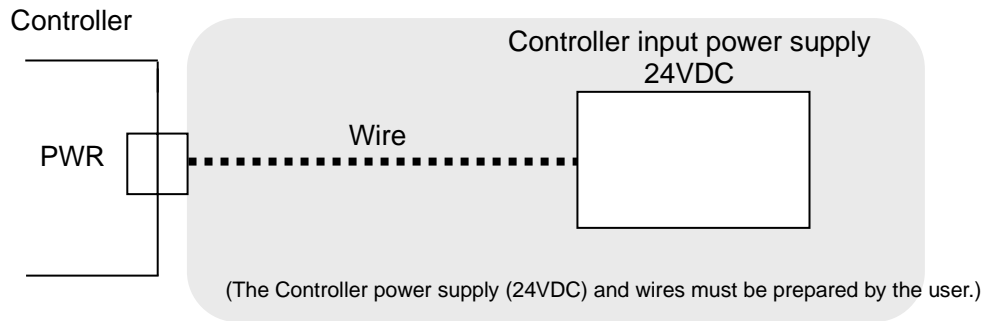 Controller
Controller input power supply
24VDC
Wire
PWR
(The Controller power supply (24VDC) and wires must be prepared by the user.)